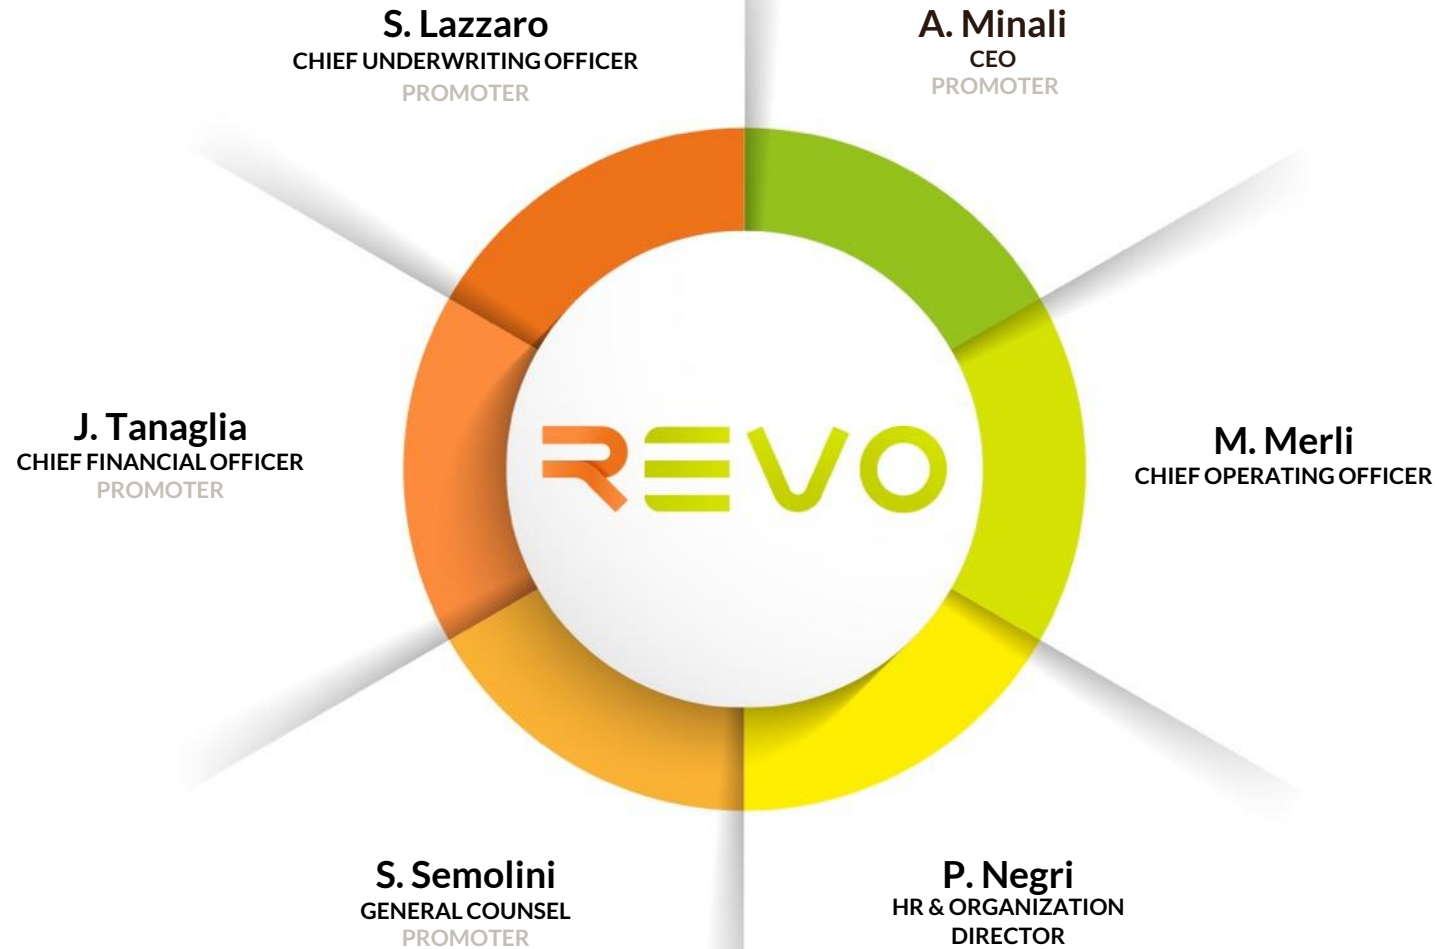 S. Lazzaro
CHIEF UNDERWRITING OFFICER
PROMOTER
A. Minali
CEO
PROMOTER
J. Tanaglia
CHIEF FINANCIAL OFFICER
PROMOTER
REVO
M. Merli
CHIEF OPERATING OFFICER
S. Semolini
GENERAL COUNSEL
PROMOTER
P. Negri
HR & ORGANIZATION
DIRECTOR